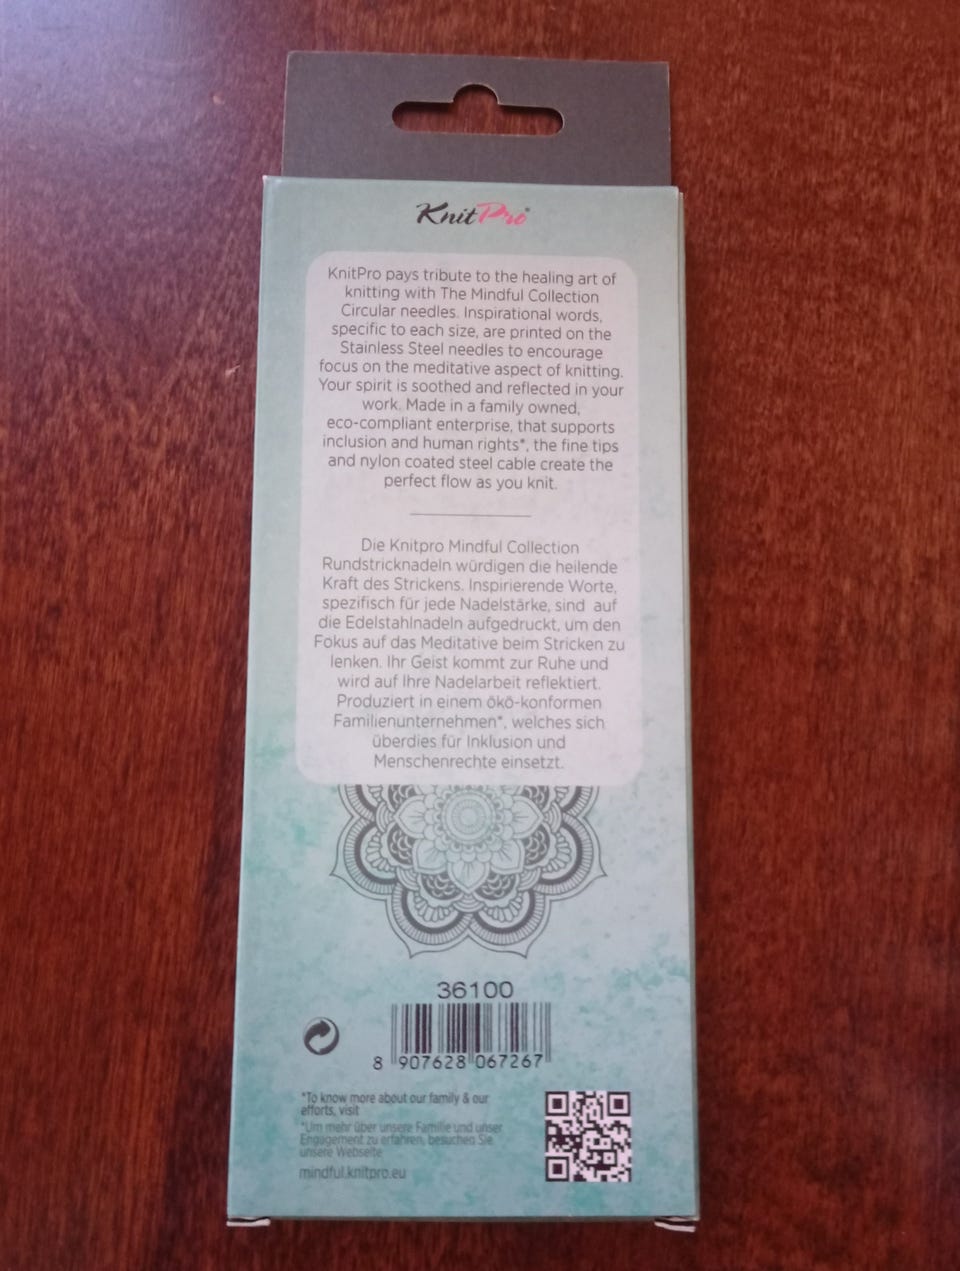 KnitPro
KnitPro pays tribute to the healing art of
knitting with The Mindful Collection
Circular needles. Inspirational words,
specific to each size, are printed on the
Stainless Steel needles to encourage
focus on the meditative aspect of knitting.
Your spirit is soothed and reflected in your
work. Made in a family owned,
eco-compliant enterprise, that supports
inclusion and human rights*, the fine tips
and nylon coated steel cable create the
perfect flow as you knit.
Die Knitpro Mindful Collection
Rundstricknadeln würdigen die heilende
Kraft des Strickens. Inspirierende Worte,
spezifisch für jede Nadelstärke, sind auf
die Edelstahlnadeln aufgedruckt, um den
Fokus auf das Meditative beim Stricken zu
lenken. Ihr Geist kommt zur Ruhe und
wird auf Ihre Nadelarbeit reflektiert.
Produziert in einem öko-konformen
Familienunternehmen*, welches sich
überdies für Inklusion und
Menschenrechte einsetzt.
36100
8 907628 067267
*To know more about our family & our
efforts, visit
*Um mehr über unsere Familie und unser
Engagement zu erfahren, besuchen Sie
unsere Webseite
mindful.knitpro.eu